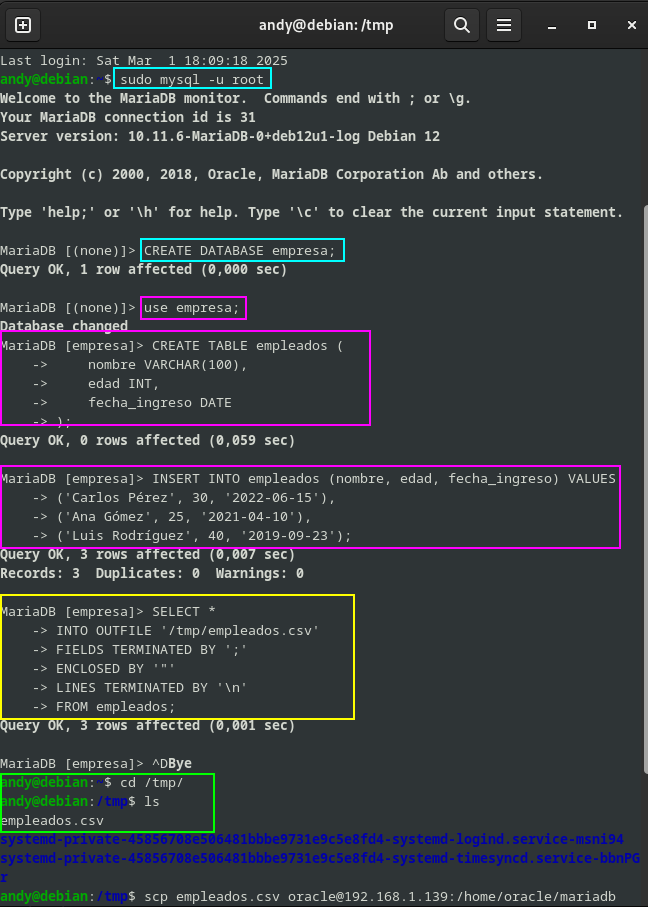 andy@debian: /tmp
Last login: Sat Mar  1 18:09:18 2025
andy@debian:~$ sudo mysql -u root
Welcome to the MariaDB monitor.  Commands end with ; or \g.
Your MariaDB connection id is 31
Server version: 10.11.6-MariaDB-0+deb12u1-log Debian 12
Copyright (c) 2000, 2018, Oracle, MariaDB Corporation Ab and others.
Type 'help;' or '\h' for help. Type '\c' to clear the current input statement.
MariaDB [(none)]> CREATE DATABASE empresa;
Query OK, 1 row affected (0,000 sec)
MariaDB [(none)]> use empresa;
Database changed
MariaDB [empresa]> CREATE TABLE empleados (
    ->     nombre VARCHAR(100),
    ->     edad INT,
    ->     fecha_ingreso DATE
    -> );
Query OK, 0 rows affected (0,059 sec)
MariaDB [empresa]> INSERT INTO empleados (nombre, edad, fecha_ingreso) VALUES
    -> ('Carlos Pérez', 30, '2022-06-15'),
    -> ('Ana Gómez', 25, '2021-04-10'),
    -> ('Luis Rodríguez', 40, '2019-09-23');
Query OK, 3 rows affected (0,007 sec)
Records: 3  Duplicates: 0  Warnings: 0
MariaDB [empresa]> SELECT *
    -> INTO OUTFILE '/tmp/empleados.csv'
    -> FIELDS TERMINATED BY ';'
    -> ENCLOSED BY '"'
    -> LINES TERMINATED BY '\n'
    -> FROM empleados;
Query OK, 3 rows affected (0,001 sec)
MariaDB [empresa]> ^DBye
andy@debian:~$ cd /tmp/
andy@debian:/tmp$ ls
empleados.csv
systemd-private-45856708e506481bbbe9731e9c5e8fd4-systemd-logind.service-msni94
systemd-private-45856708e506481bbbe9731e9c5e8fd4-systemd-timesyncd.service-bbnPG
r
andy@debian:/tmp$ scp empleados.csv oracle@192.168.1.139:/home/oracle/mariadb